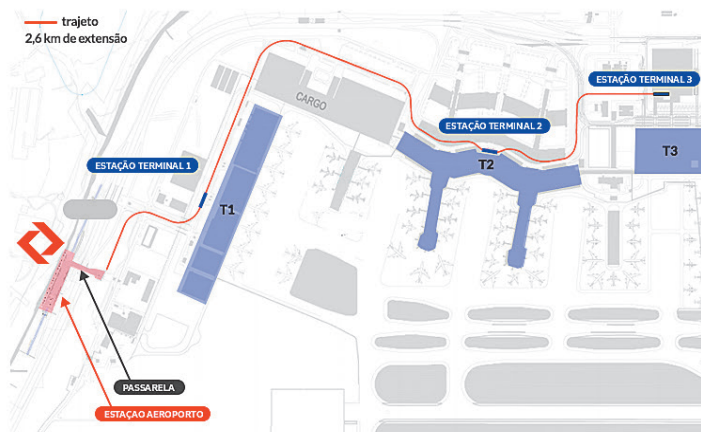 trajeto
2,6 km de extensão
ESTAÇÃO TERMINAL 3
CARGO
ESTAÇÃO TERMINAL 2
T3
T2
ESTAÇÃO TERMINAL 1
T1
PASSARELA
ESTAÇAO AEROPORTO